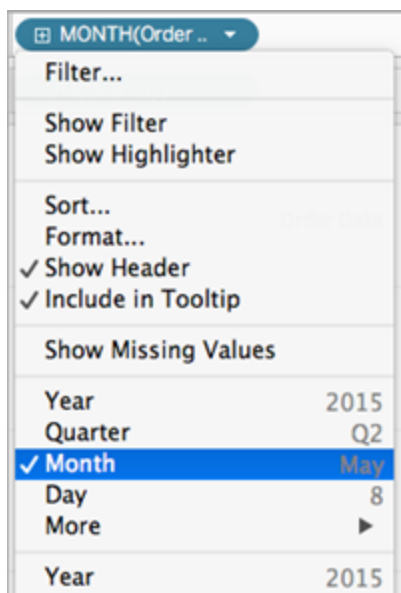 MONTH(Order ..
Filter...
Show Filter
Show Highlighter
Sort...
Format...
✓ Show Header
✓ Include in Tooltip
Show Missing Values
Year 2015
Quarter Q2
✓ Month May
Day 8
More ▶
Year 2015